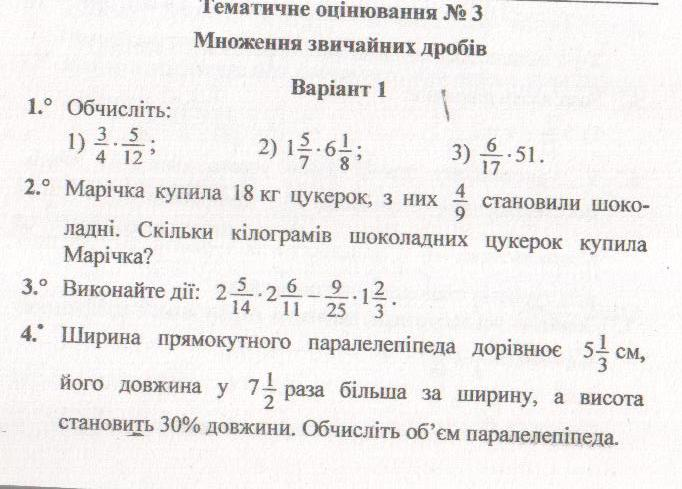 Тематичне оцінювання № 3
Множення звичайних дробів
Варіант 1
1.° Обчисліть:
1) 3/4 · 5/12; 2) 1 5/7 · 6 1/8; 3) 6/17 · 51.
2.° Марічка купила 18 кг цукерок, з них 4/9 становили шоко-
ладні. Скільки кілограмів шоколадних цукерок купила
Марічка?
3.° Виконайте дії: 2 5/14 · 2 6/11 − 9/25 · 1 2/3.
4.• Ширина прямокутного паралелепіпеда дорівнює 5 1/3 см,
його довжина у 7 1/2 раза більша за ширину, а висота
становить 30% довжини. Обчисліть об’єм паралелепіпеда.